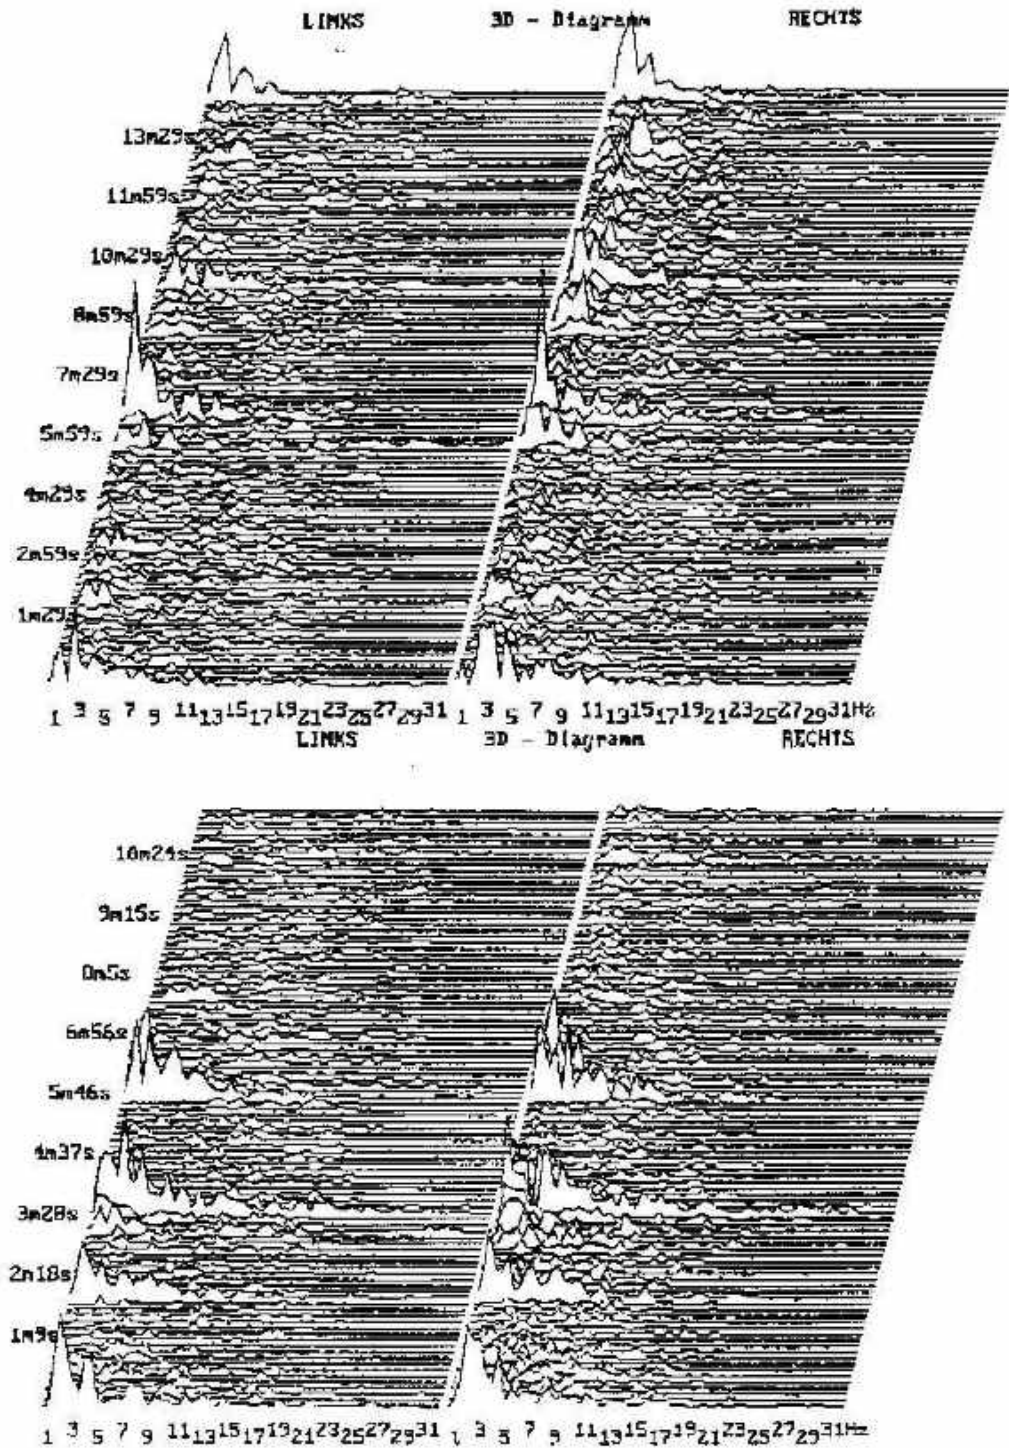 LINKS 3D - Diagramm RECHTS
13m29s
11m59s
10m29s
8m59s
7m29s
5m59s
4m29s
2m59s
1m29s
1 3 5 7 9 11 13 15 17 19 21 23 25 27 29 31 1 3 5 7 9 11 13 15 17 19 21 23 25 27 29 31Hz
LINKS 3D - Diagramm RECHTS
10m24s
9m15s
0m5s
6m56s
5m46s
4m37s
3m28s
2m18s
1m9s
1 3 5 7 9 11 13 15 17 19 21 23 25 27 29 31 1 3 5 7 9 11 13 15 17 19 21 23 25 27 29 31Hz